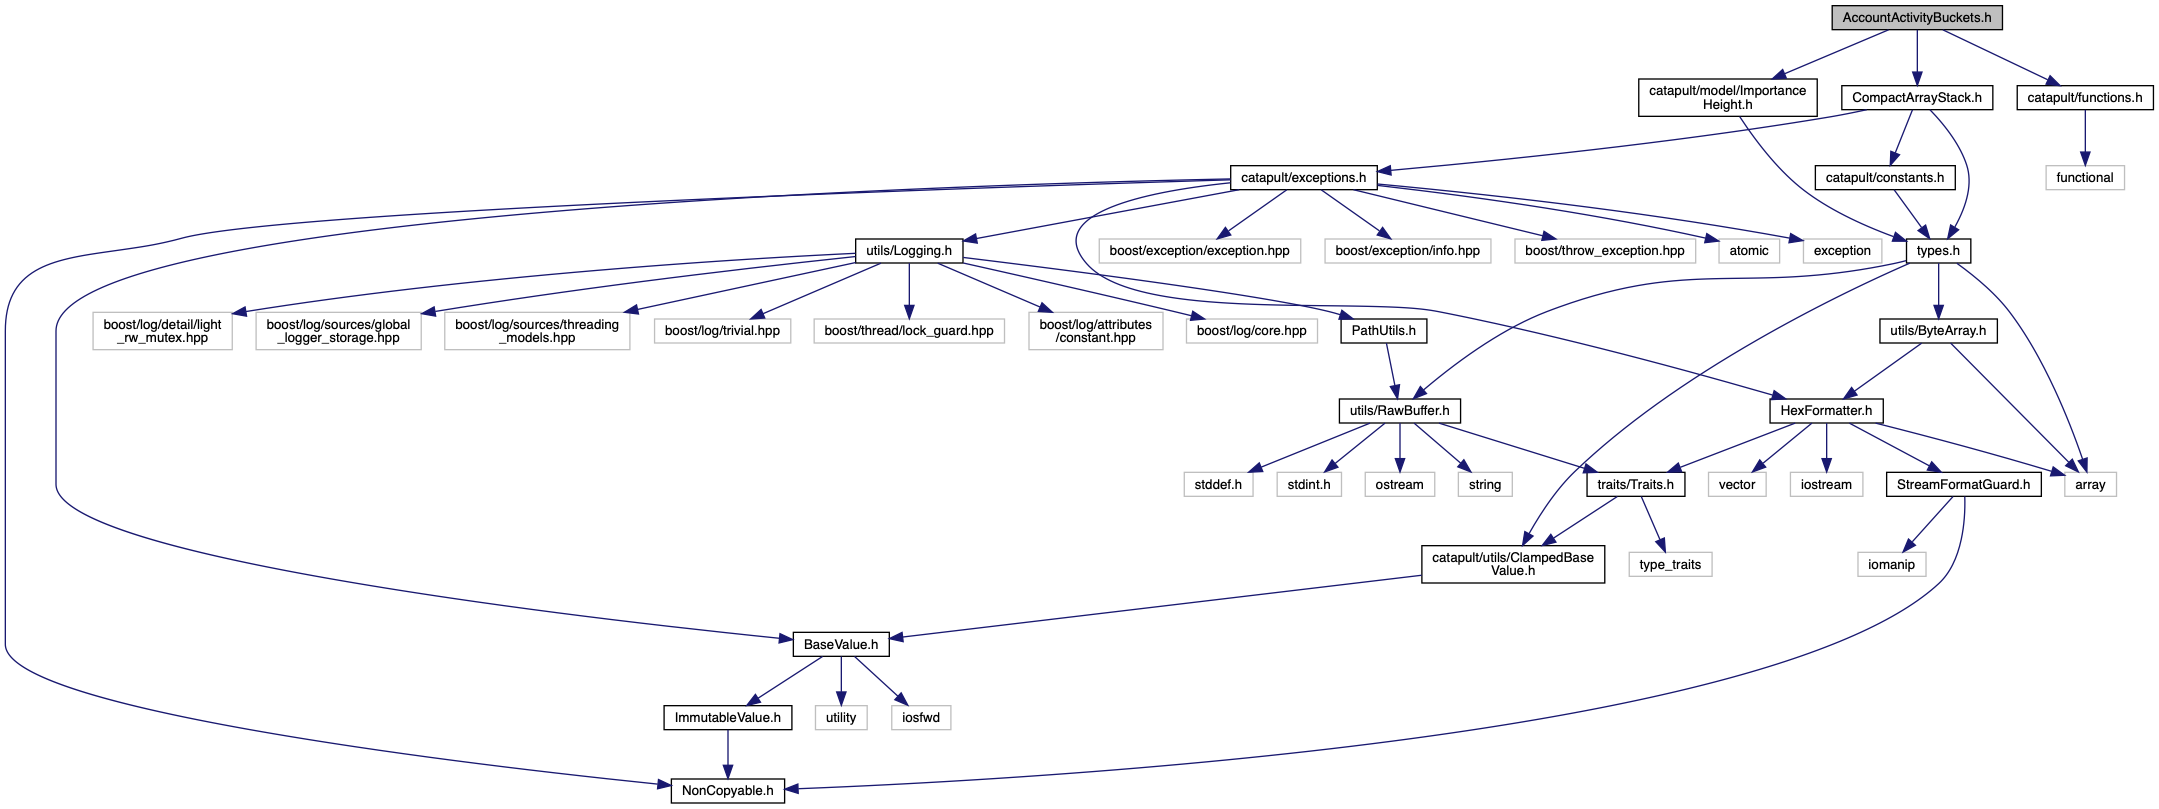 AccountActivityBuckets.h
catapult/model/Importance
Height.h
CompactArrayStack.h
catapult/functions.h
catapult/exceptions.h
catapult/constants.h
functional
utils/Logging.h
boost/exception/exception.hpp
boost/exception/info.hpp
boost/throw_exception.hpp
atomic
exception
types.h
boost/log/detail/light
_rw_mutex.hpp
boost/log/sources/global
_logger_storage.hpp
boost/log/sources/threading
_models.hpp
boost/log/trivial.hpp
boost/thread/lock_guard.hpp
boost/log/attributes
/constant.hpp
boost/log/core.hpp
PathUtils.h
utils/ByteArray.h
utils/RawBuffer.h
HexFormatter.h
stddef.h
stdint.h
ostream
string
traits/Traits.h
vector
iostream
StreamFormatGuard.h
array
catapult/utils/ClampedBase
Value.h
type_traits
iomanip
BaseValue.h
ImmutableValue.h
utility
iosfwd
NonCopyable.h